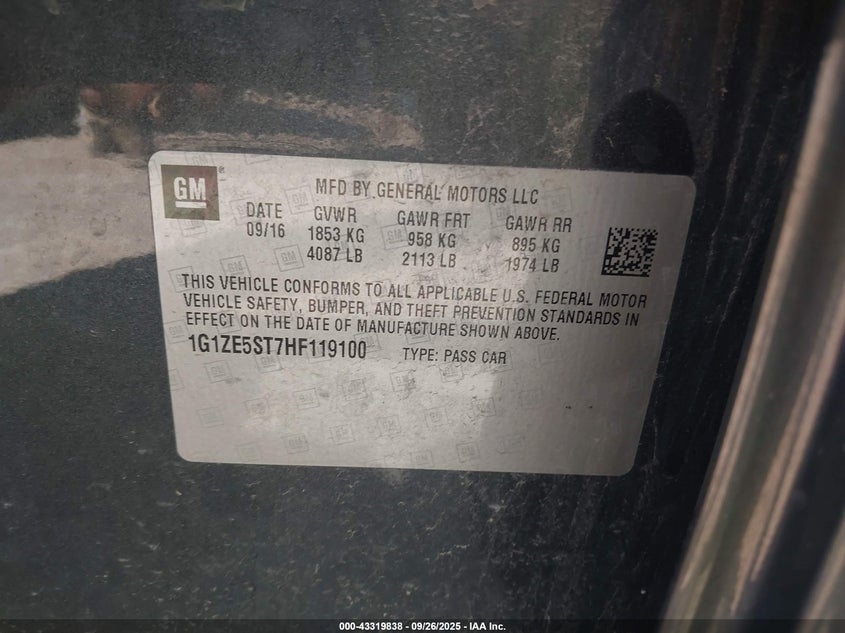 GM ®
MFD BY GENERAL MOTORS LLC
DATE GVWR GAWR FRT GAWR RR
09/16 1853 KG 958 KG 895 KG
4087 LB 2113 LB 1974 LB
THIS VEHICLE CONFORMS TO ALL APPLICABLE U.S. FEDERAL MOTOR
VEHICLE SAFETY, BUMPER, AND THEFT PREVENTION STANDARDS IN
EFFECT ON THE DATE OF MANUFACTURE SHOWN ABOVE.
1G1ZE5ST7HF119100 TYPE: PASS CAR
000-43319838 - 09/26/2025 - IAA Inc.